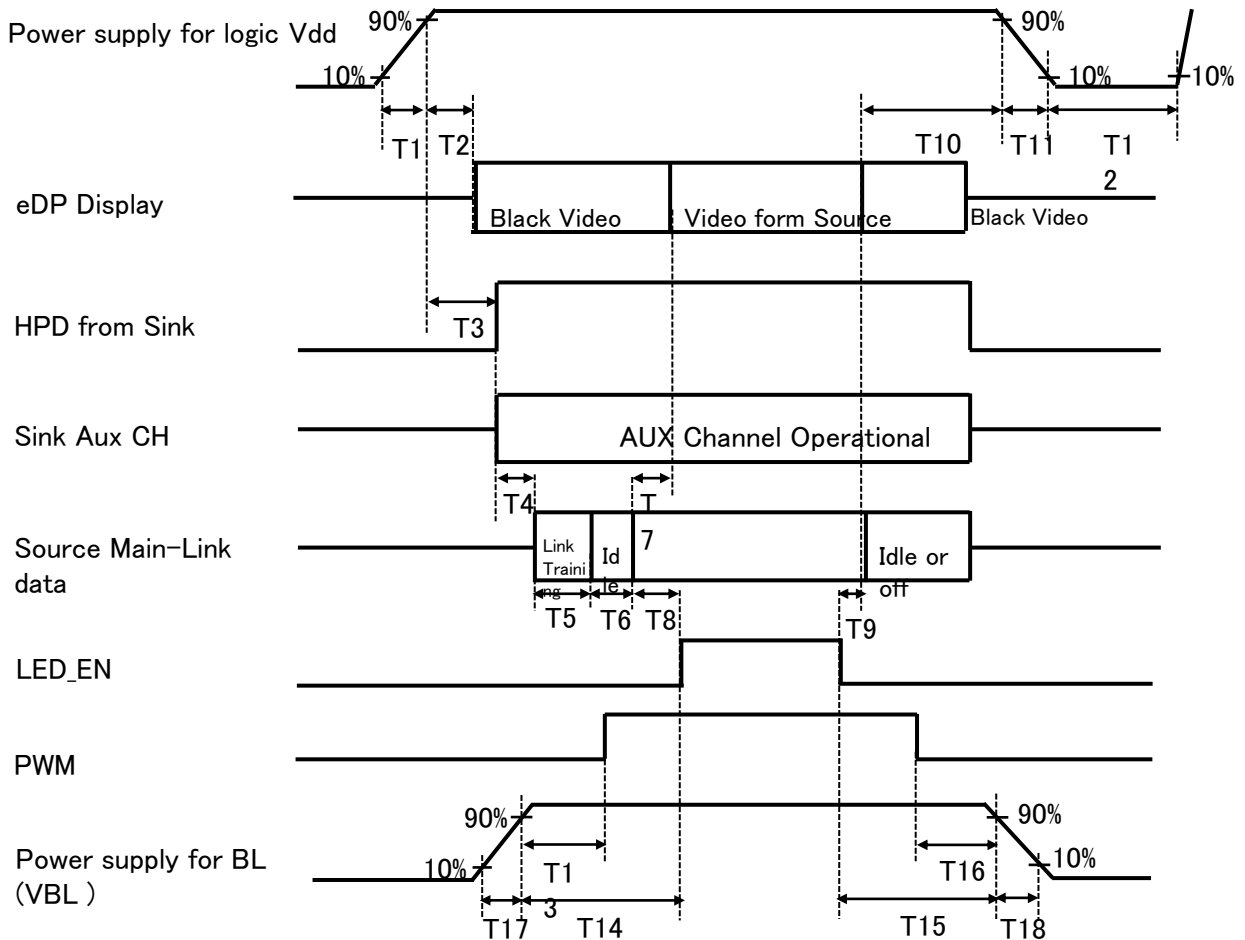 90%
90%
Power supply for logic Vdd
10%
10%
10%
T1
T2
T10
T11
T1
2
eDP Display
Black Video
Video form Source
Black Video
HPD from Sink
T3
Sink Aux CH
AUX Channel Operational
T4
T
7
Source Main-Link
data
Link
Traini
ng
Id
le
Idle or
off
T5
T6
T8
T9
LED_EN
PWM
90%
90%
Power supply for BL
(VBL )
10%
10%
T1
3
T16
T17
T14
T15
T18